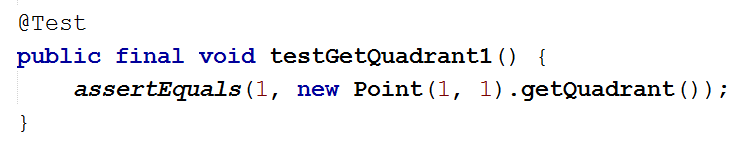 @Test
public final void testGetQuadrant1() {
    assertEquals(1, new Point(1, 1).getQuadrant());
}